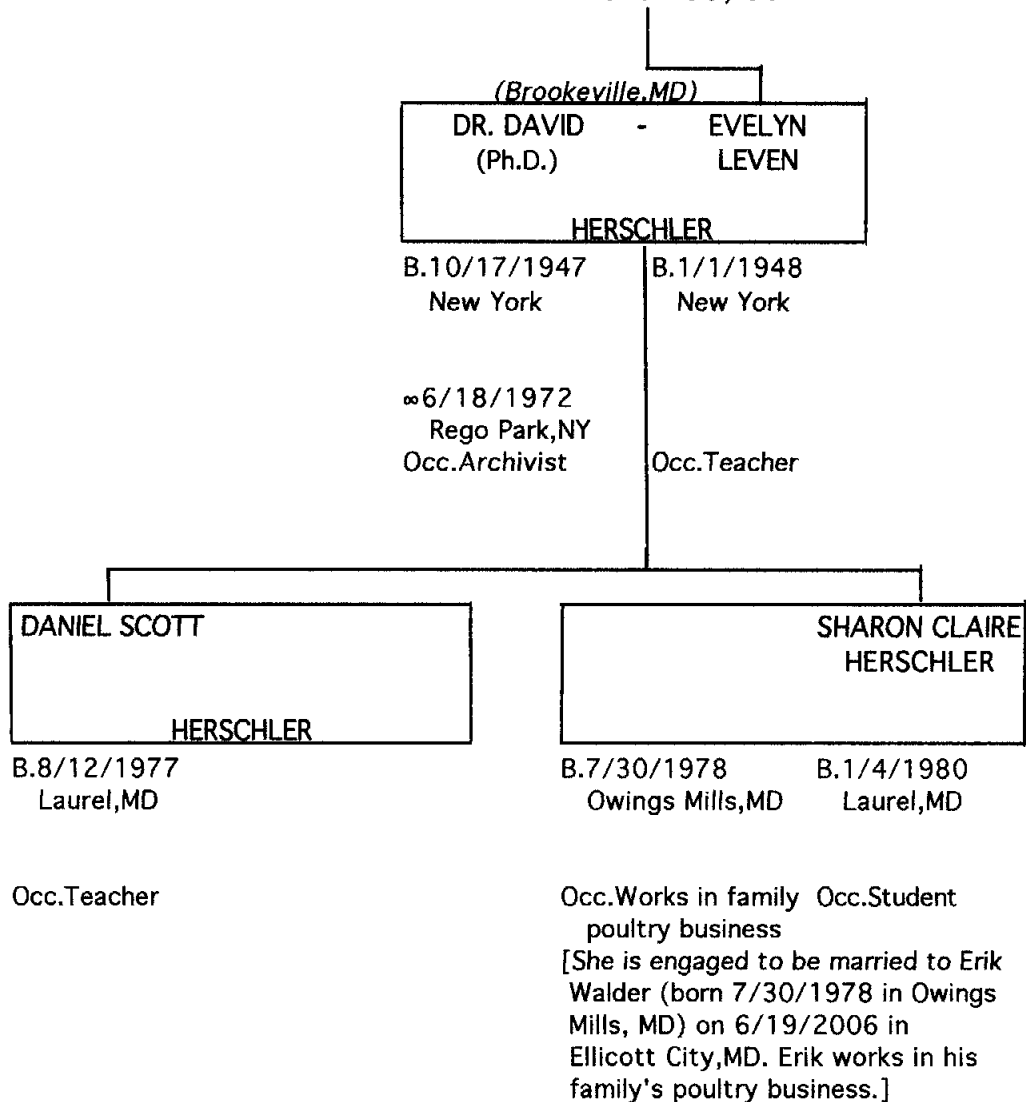 (Brookeville,MD)
DR. DAVID - EVELYN
(Ph.D.) LEVEN
HERSCHLER
B.10/17/1947 B.1/1/1948
New York New York
∞6/18/1972
Rego Park,NY
Occ.Archivist Occ.Teacher
DANIEL SCOTT
HERSCHLER
B.8/12/1977
Laurel,MD
Occ.Teacher
SHARON CLAIRE
HERSCHLER
B.7/30/1978 B.1/4/1980
Owings Mills,MD Laurel,MD
Occ.Works in family Occ.Student
poultry business
[She is engaged to be married to Erik
Walder (born 7/30/1978 in Owings
Mills, MD) on 6/19/2006 in
Ellicott City,MD. Erik works in his
family's poultry business.]